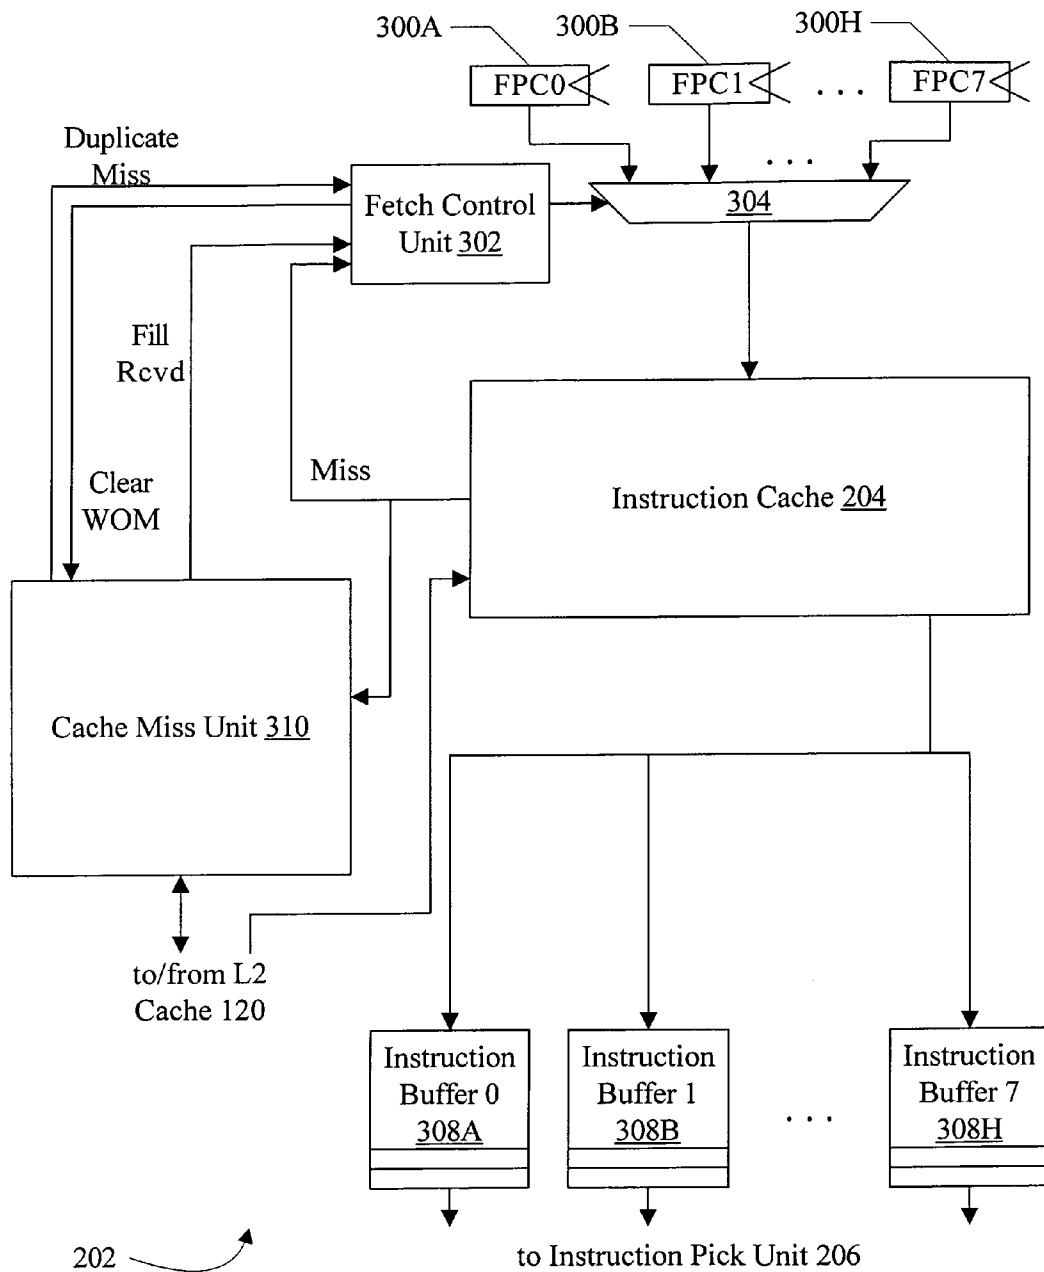 300A
300B
300H
FPC0
FPC1
. . .
FPC7
Duplicate
Miss
. . .
Fetch Control
Unit 302
304
Fill
Rcvd
Miss
Clear
WOM
Instruction Cache 204
Cache Miss Unit 310
to/from L2
Cache 120
Instruction
Buffer 0
308A
Instruction
Buffer 1
308B
. . .
Instruction
Buffer 7
308H
202
to Instruction Pick Unit 206